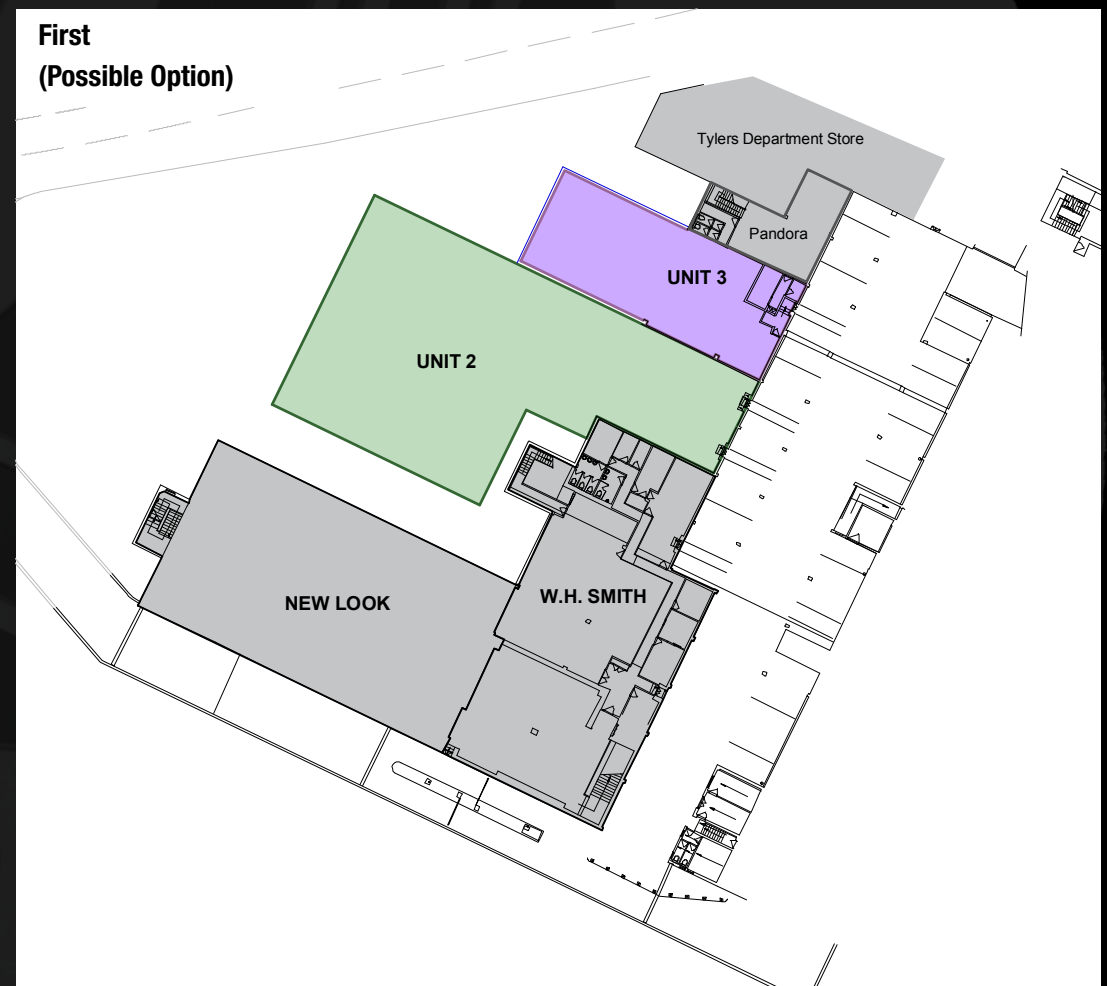 First
(Possible Option)
Tylers Department Store
Pandora
UNIT 3
UNIT 2
NEW LOOK
W.H. SMITH